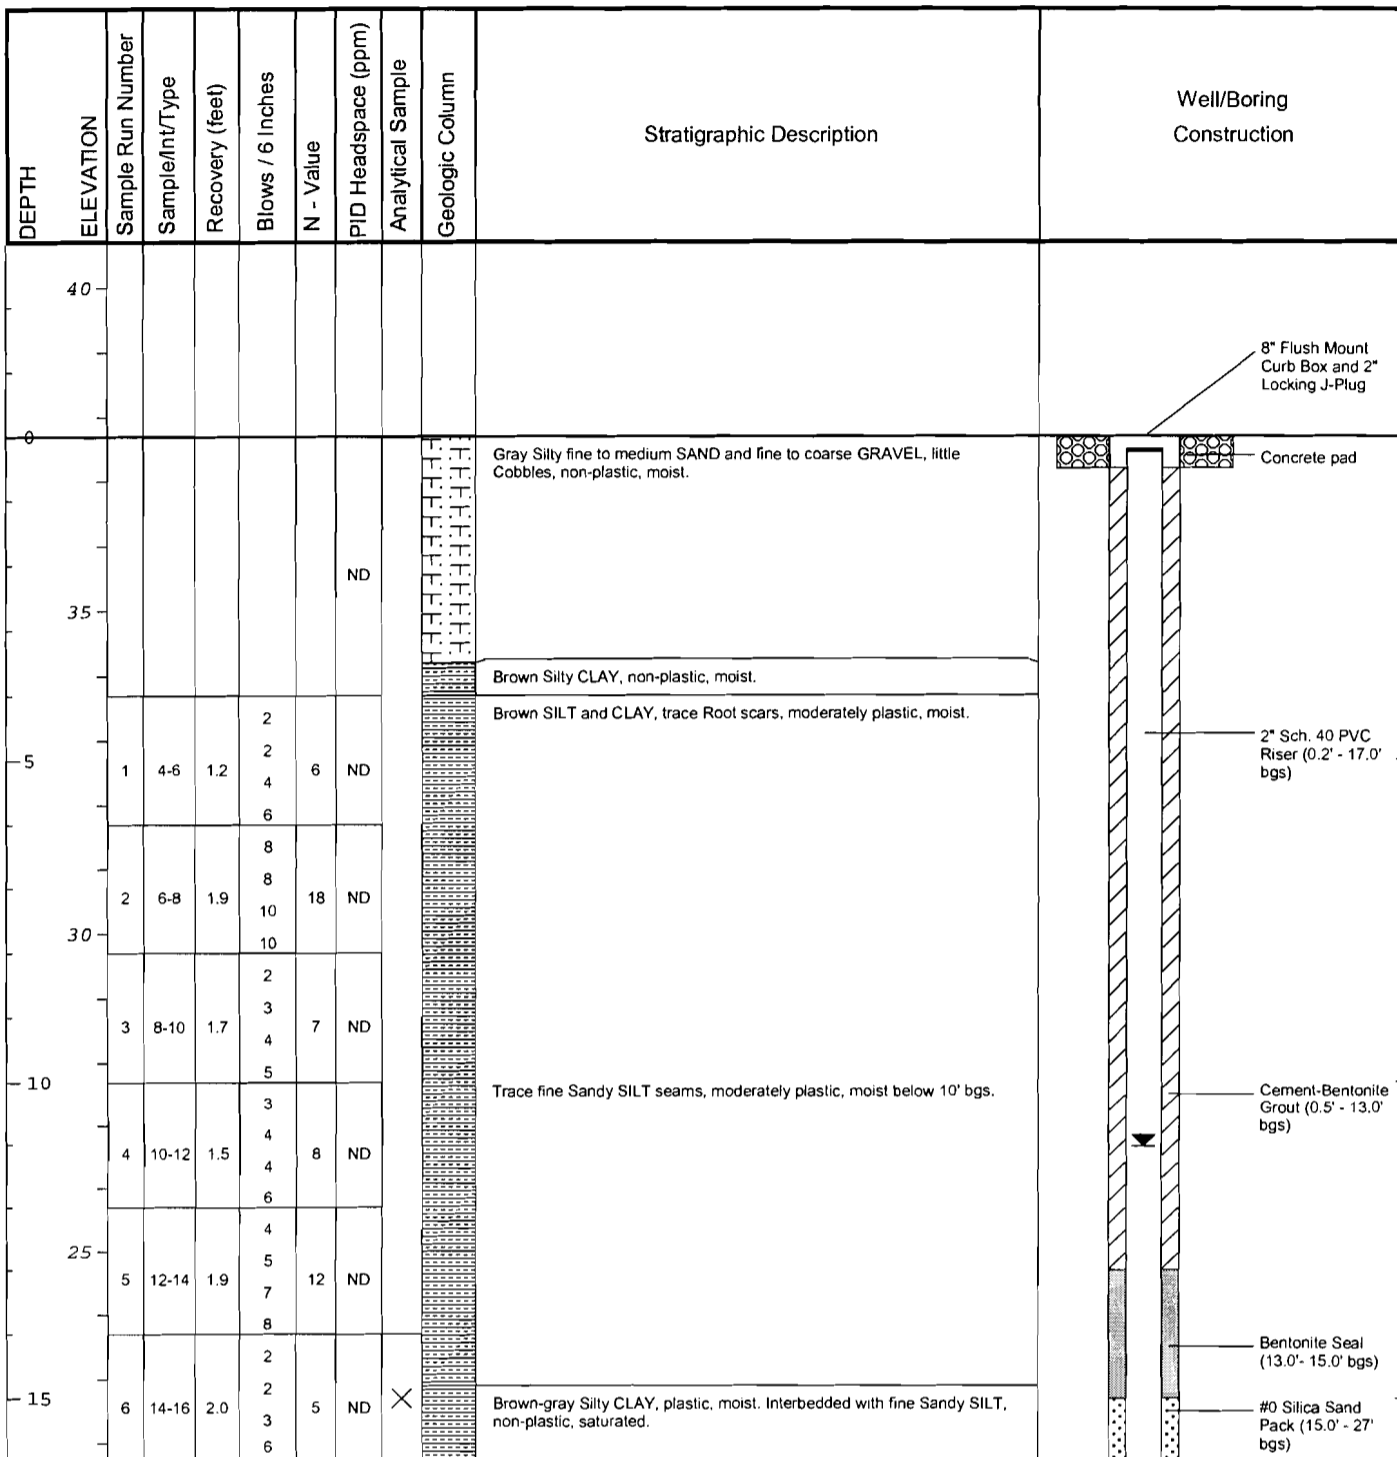 DEPTH
ELEVATION
Sample Run Number
Sample/Int/Type
Recovery (feet)
Blows / 6 Inches
N - Value
PID Headspace (ppm)
Analytical Sample
Geologic Column
Stratigraphic Description
Well/Boring
Construction
40
8" Flush Mount
Curb Box and 2"
Locking J-Plug
0
Gray Silty fine to medium SAND and fine to coarse GRAVEL, little
Cobbles, non-plastic, moist.
Concrete pad
ND
35
Brown Silty CLAY, non-plastic, moist.
Brown SILT and CLAY, trace Root scars, moderately plastic, moist.
2
2
4
6
5
1 4-6 1.2 6 ND
2" Sch. 40 PVC
Riser (0.2' - 17.0'
bgs)
8
8
10
10
2 6-8 1.9 18 ND
30
2
3
4
5
3 8-10 1.7 7 ND
10
Trace fine Sandy SILT seams, moderately plastic, moist below 10' bgs.
Cement-Bentonite
Grout (0.5' - 13.0'
bgs)
3
4
4
6
4 10-12 1.5 8 ND
25
4
5
7
8
5 12-14 1.9 12 ND
Bentonite Seal
(13.0'- 15.0' bgs)
2
2
3
6
15
6 14-16 2.0 5 ND X
Brown-gray Silty CLAY, plastic, moist. Interbedded with fine Sandy SILT,
non-plastic, saturated.
#0 Silica Sand
Pack (15.0' - 27'
bgs)